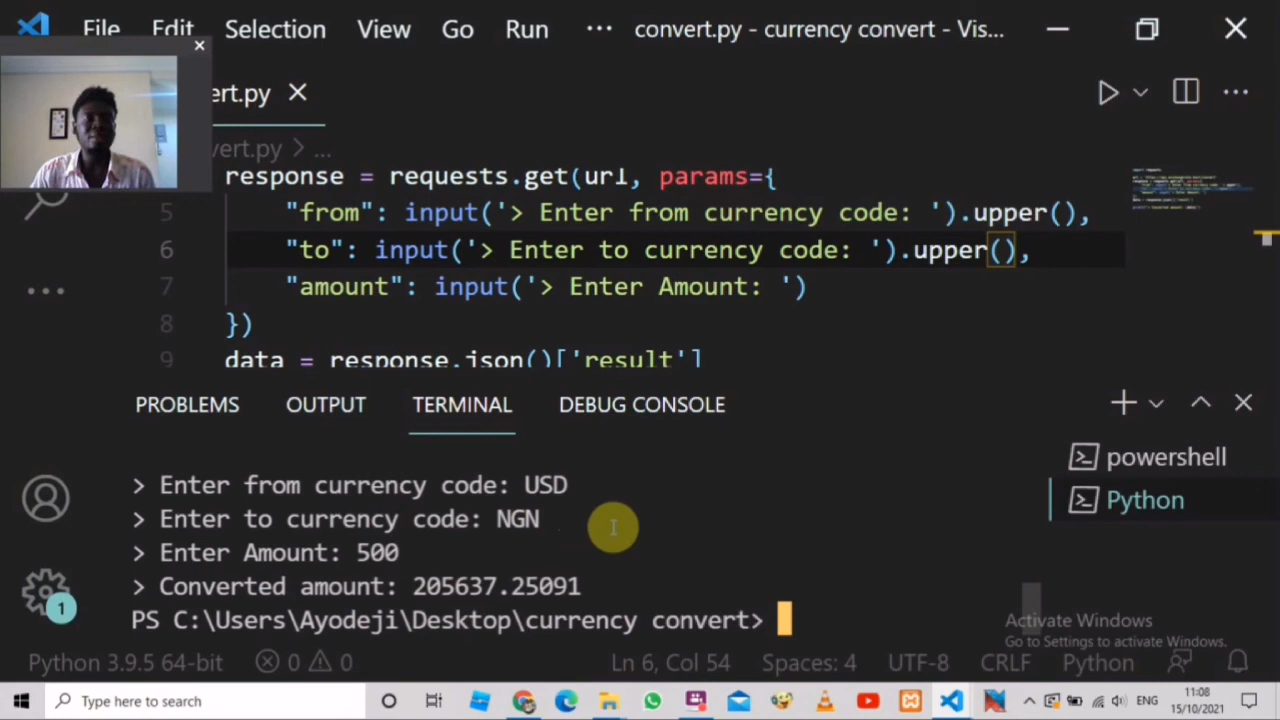 File Edit Selection View Go Run ··· convert.py - currency convert - Vis...
ert.py
vert.py > ...
response = requests.get(url, params={
5 "from": input('> Enter from currency code: ').upper(),
6 "to": input('> Enter to currency code: ').upper(),
7 "amount": input('> Enter Amount: ')
8 })
9 data = response.json()['result']
PROBLEMS OUTPUT TERMINAL DEBUG CONSOLE
powershell
Python
> Enter from currency code: USD
> Enter to currency code: NGN
> Enter Amount: 500
> Converted amount: 205637.25091
PS C:\Users\Ayodeji\Desktop\currency convert>
1
Activate Windows
Go to Settings to activate Windows.
Python 3.9.5 64-bit 0 0 Ln 6, Col 54 Spaces: 4 UTF-8 CRLF Python
Type here to search
ENG
11:08
15/10/2021